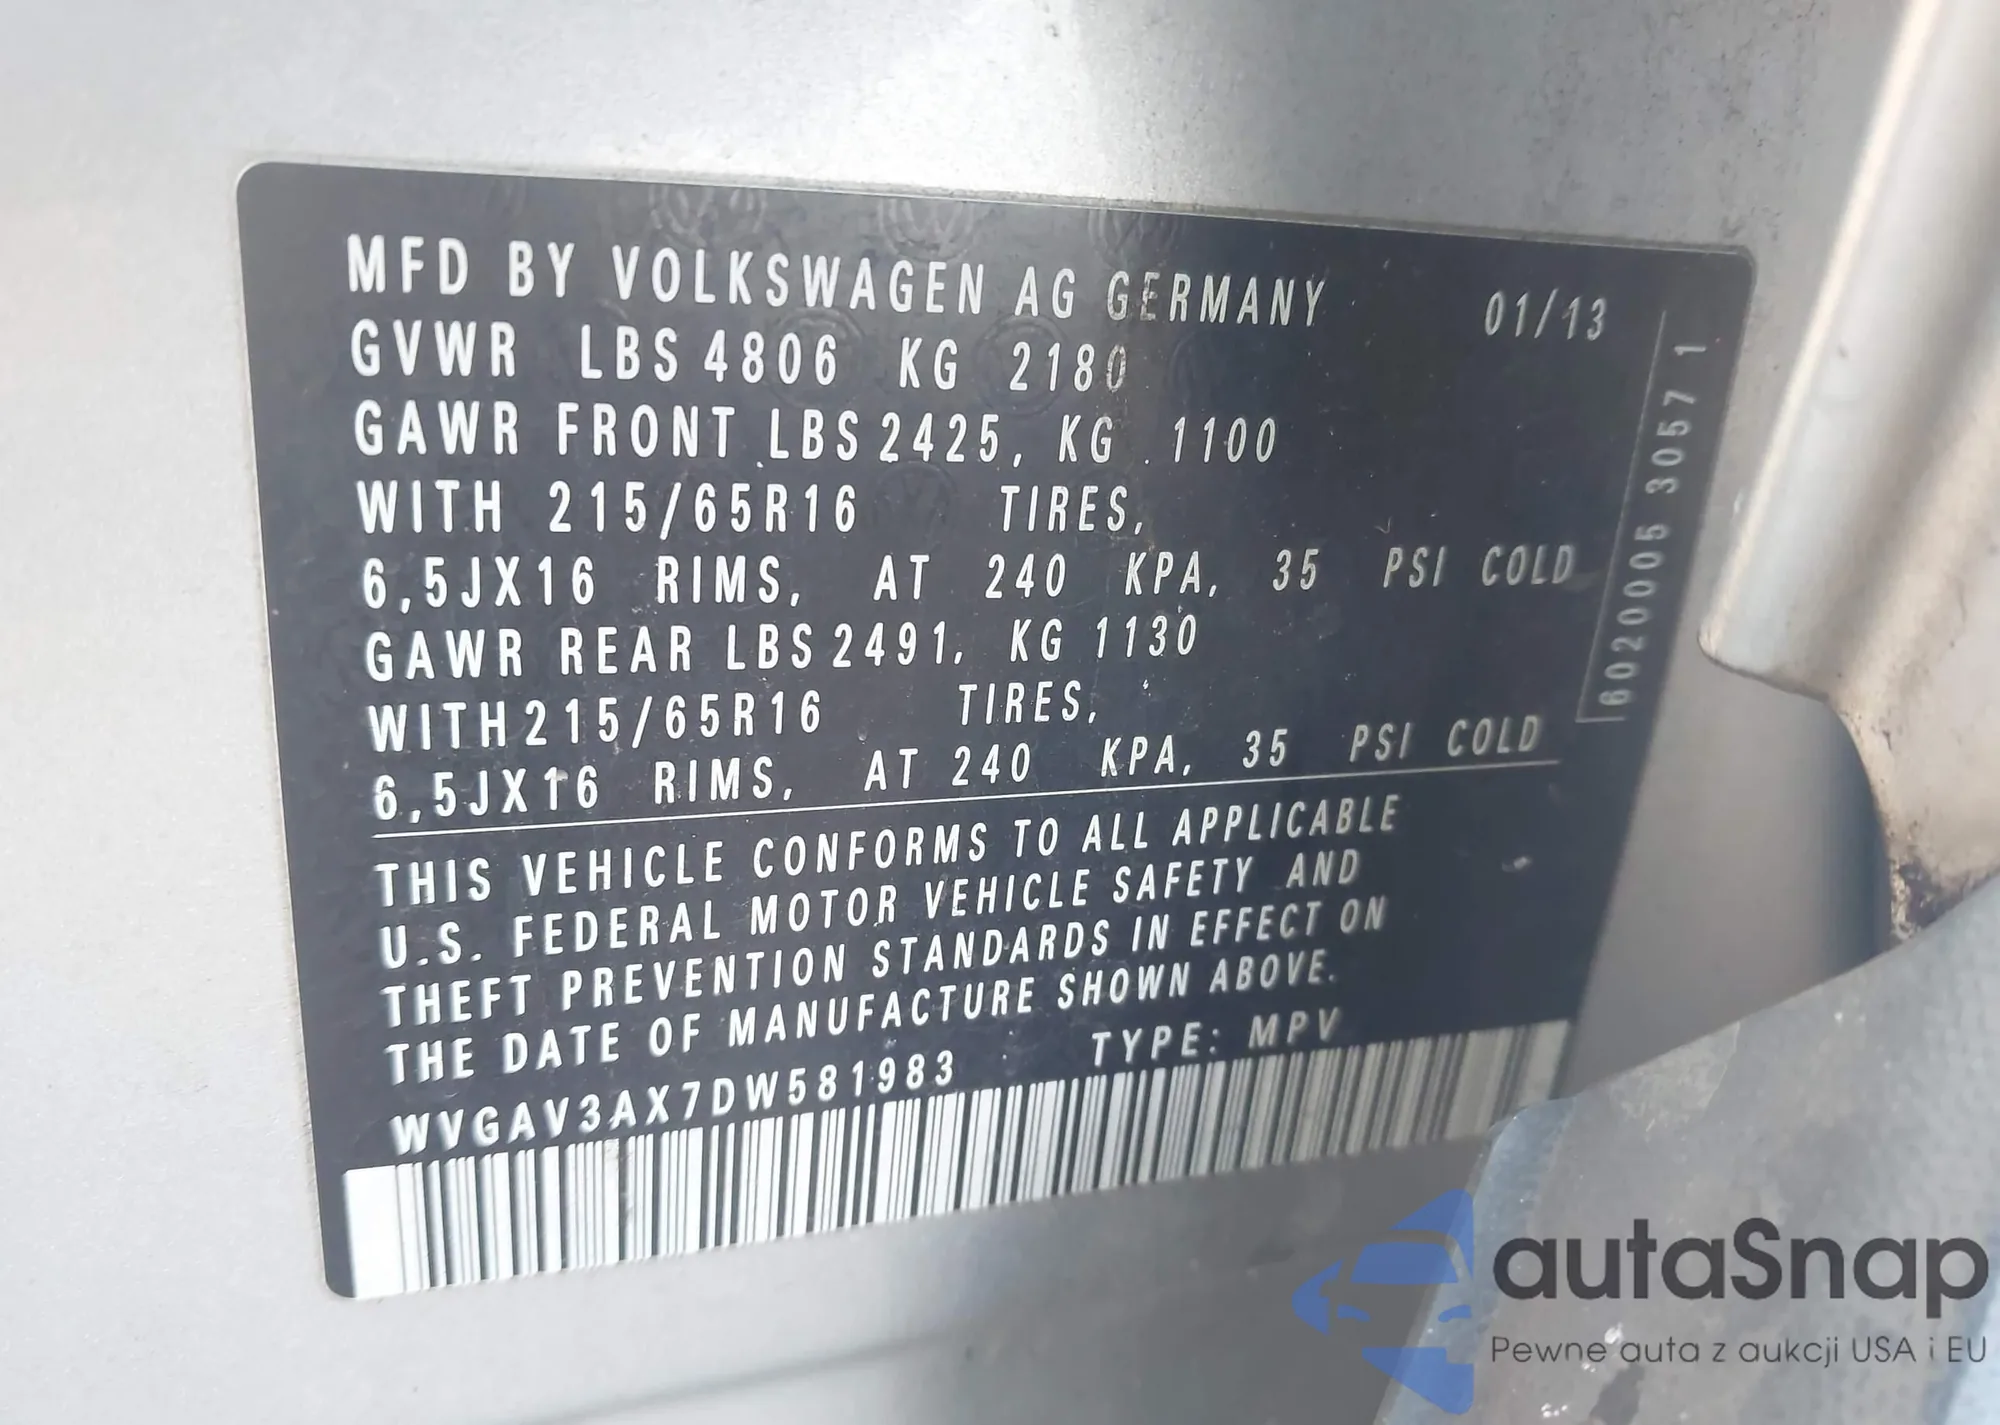 MFD BY VOLKSWAGEN AG GERMANY 01/13
GVWR LBS 4806 KG 2180
GAWR FRONT LBS 2425, KG 1100
WITH 215/65R16 TIRES,
6,5JX16 RIMS, AT 240 KPA, 35 PSI COLD
GAWR REAR LBS 2491, KG 1130
WITH 215/65R16 TIRES,
6,5JX16 RIMS, AT 240 KPA, 35 PSI COLD
THIS VEHICLE CONFORMS TO ALL APPLICABLE
U.S. FEDERAL MOTOR VEHICLE SAFETY AND
THEFT PREVENTION STANDARDS IN EFFECT ON
THE DATE OF MANUFACTURE SHOWN ABOVE.
WVGAV3AX7DW581983 TYPE: MPV
6020005 30571
autaSnap
Pewne auta z aukcji USA i EU